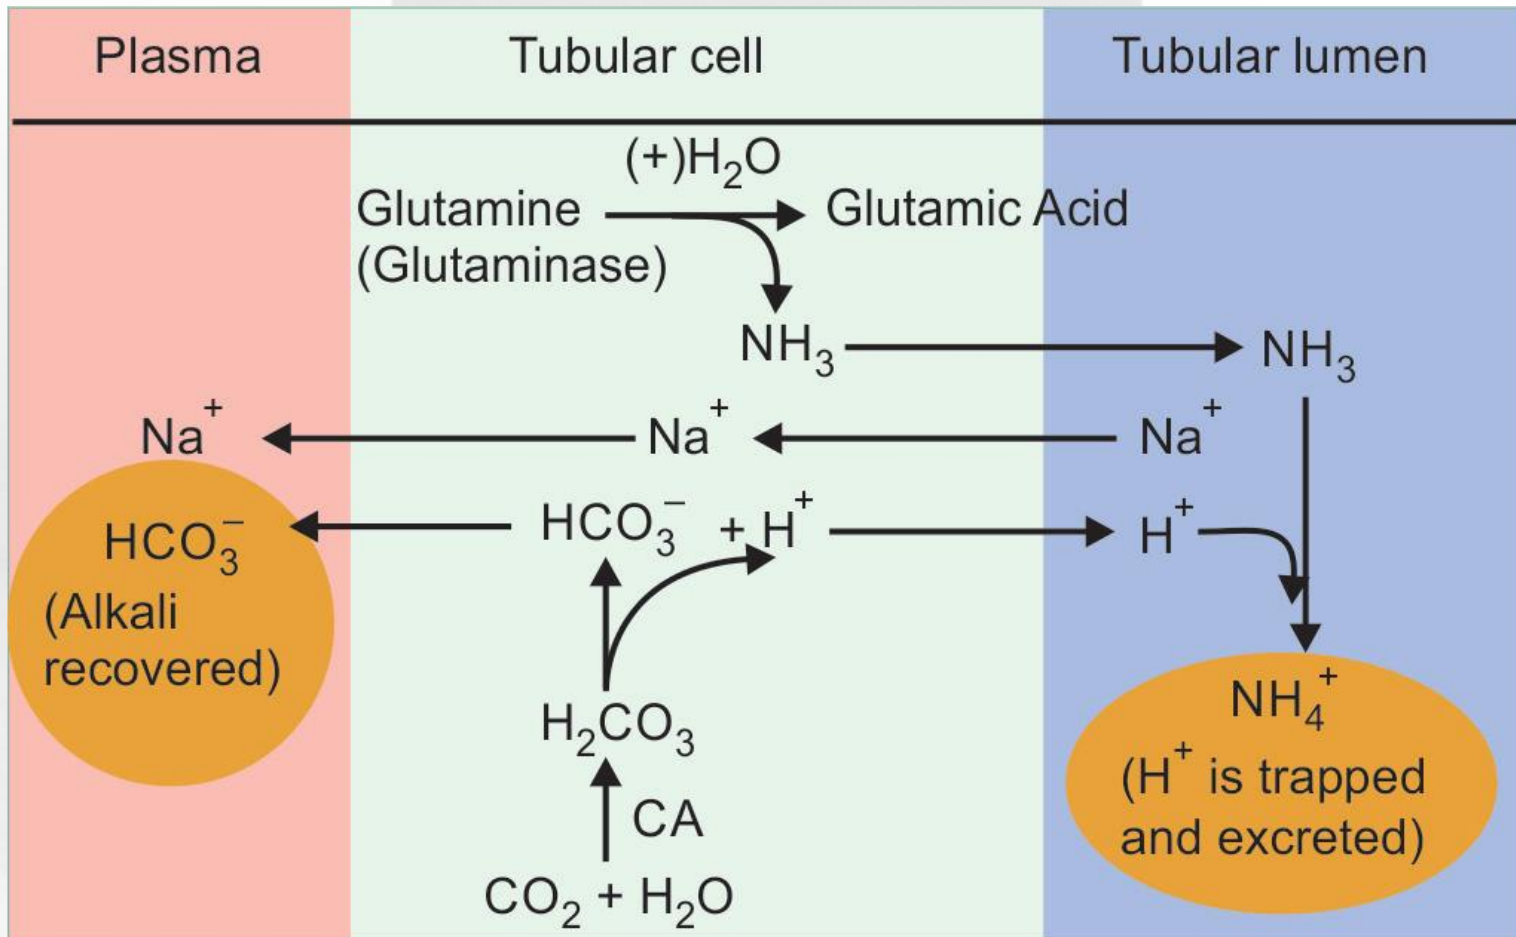 Plasma Tubular cell Tubular lumen
(+)H₂O
Glutamine Glutamic Acid
(Glutaminase)
NH₃ NH₃
Na⁺ Na⁺ Na⁺
HCO₃⁻ HCO₃⁻ + H⁺ H⁺
(Alkali
recovered)
H₂CO₃
NH₄⁺
(H⁺ is trapped
and excreted)
CA
CO₂ + H₂O